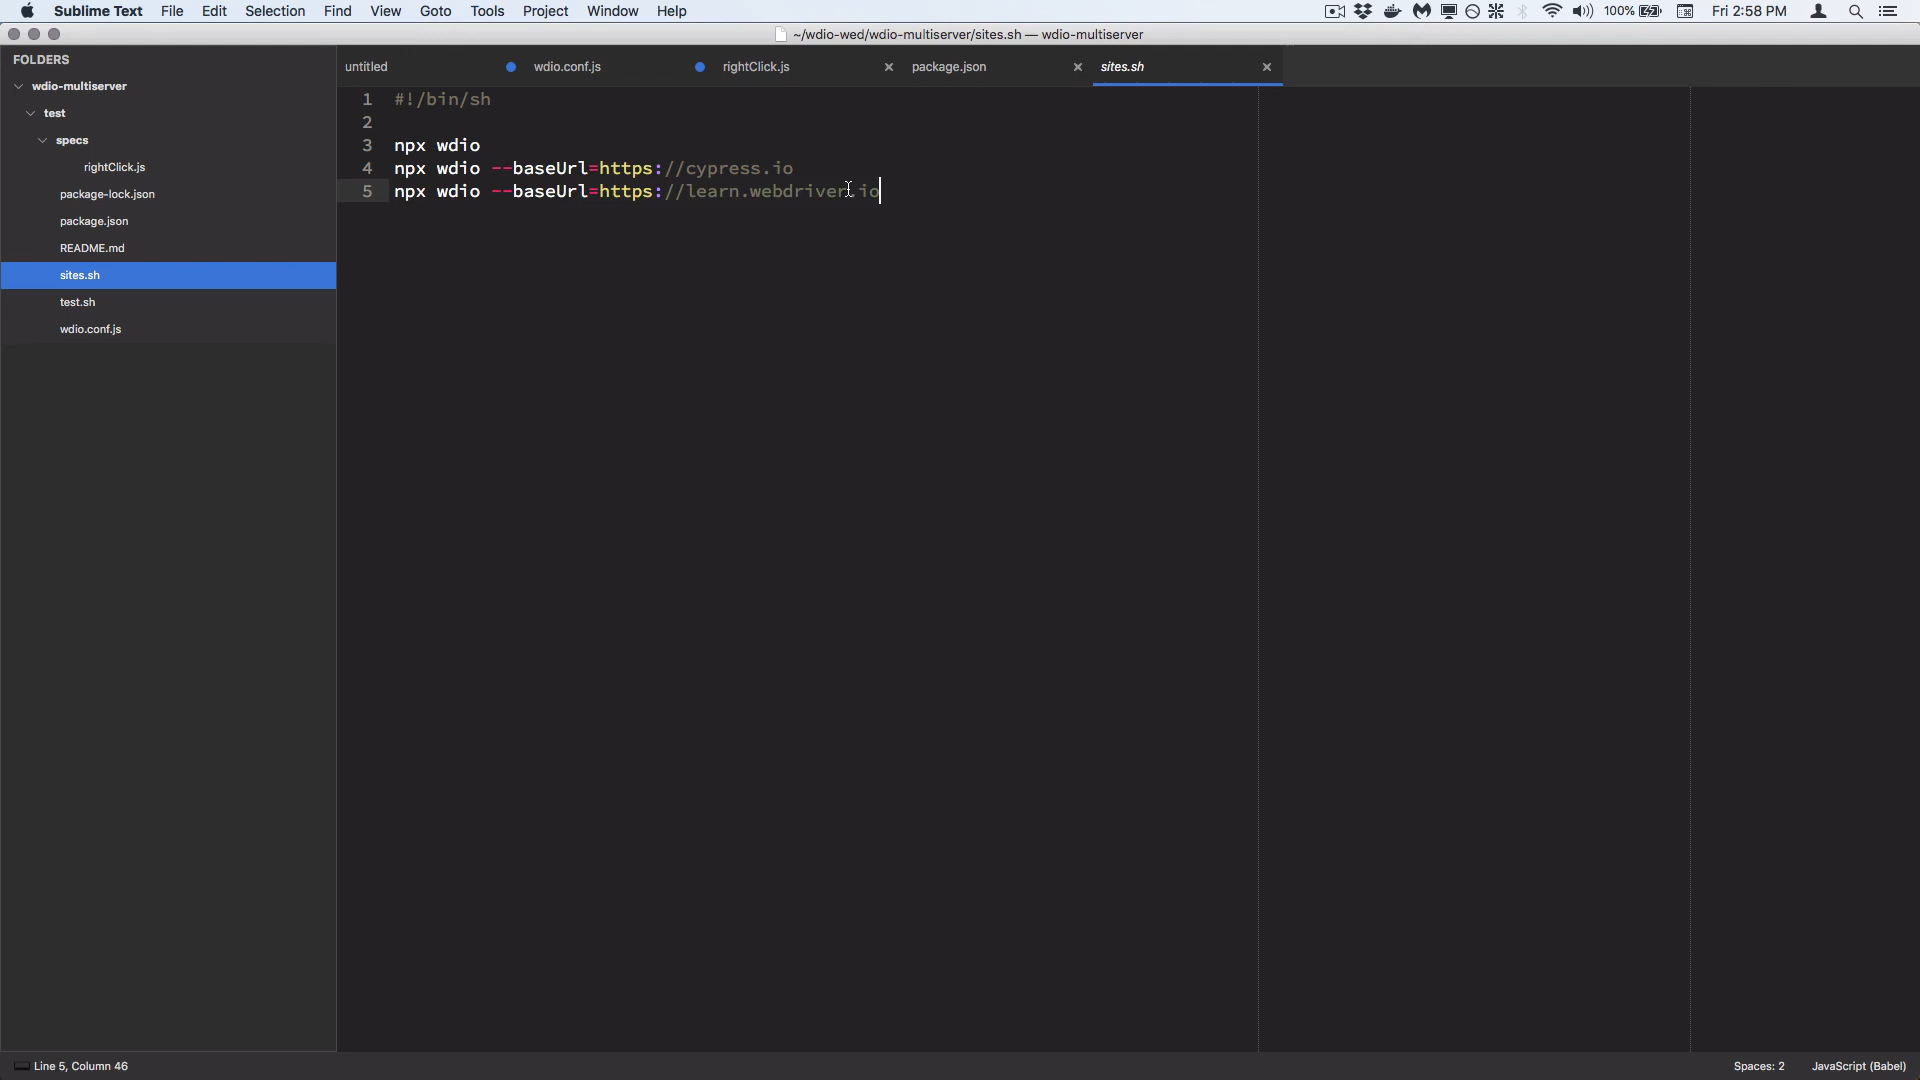 Sublime Text File Edit Selection Find View Goto Tools Project Window Help 100% Fri 2:58 PM
~/wdio-wed/wdio-multiserver/sites.sh — wdio-multiserver
FOLDERS
wdio-multiserver
test
specs
rightClick.js
package-lock.json
package.json
README.md
sites.sh
test.sh
wdio.conf.js
untitled wdio.conf.js rightClick.js package.json sites.sh
1 #!/bin/sh
2
3 npx wdio
4 npx wdio --baseUrl=https://cypress.io
5 npx wdio --baseUrl=https://learn.webdriver.io
Line 5, Column 46 Spaces: 2 JavaScript (Babel)